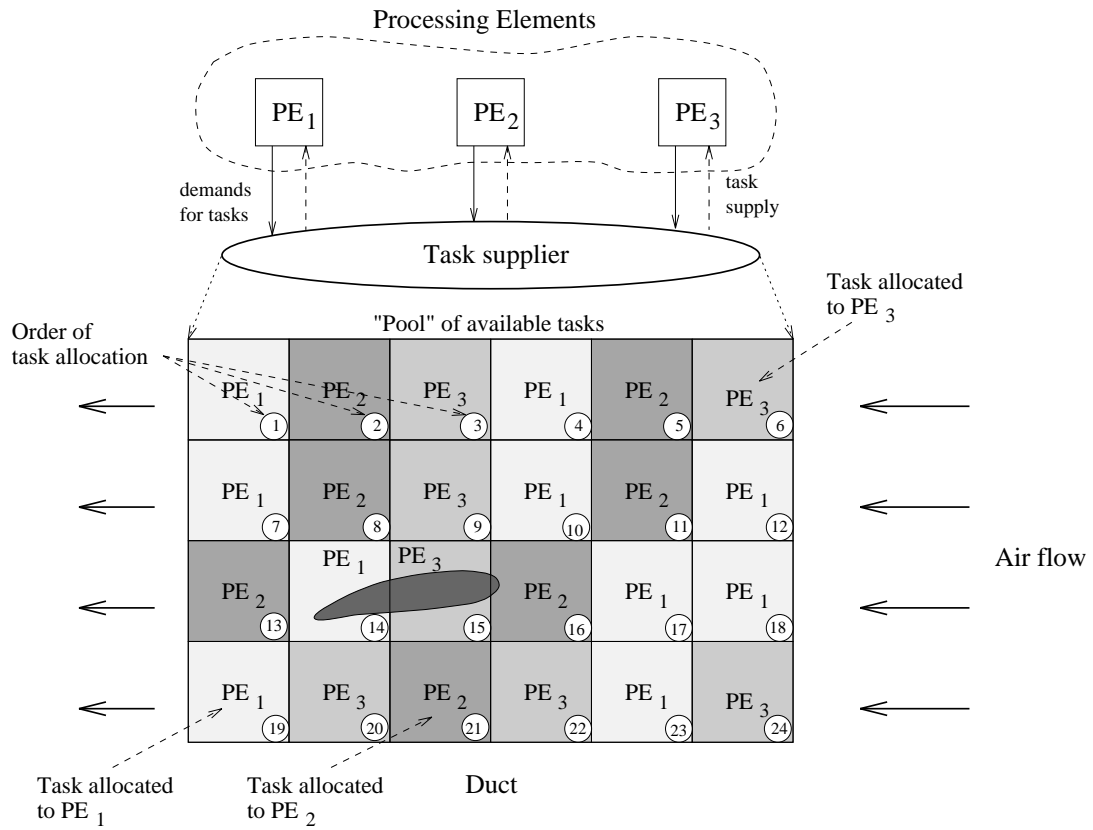 Processing Elements
PE1 PE2 PE3
demands
for tasks
task
supply
Task supplier
Task allocated
to PE 3
"Pool" of available tasks
Order of
task allocation
PE 1 PE 2 PE 3 PE 1 PE 2 PE 3
1 2 3 4 5 6
PE 1 PE 2 PE 3 PE 1 PE 2 PE 1
7 8 9 10 11 12
Air flow
PE 2 PE 1 PE 3 PE 2 PE 1 PE 1
13 14 15 16 17 18
PE 1 PE 3 PE 2 PE 3 PE 1 PE 3
19 20 21 22 23 24
Task allocated
to PE 1
Task allocated
to PE 2
Duct